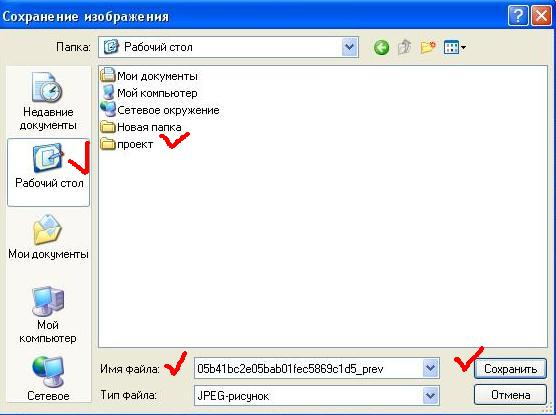 Сохранение изображения
Папка: Рабочий стол
Недавние документы
Рабочий стол
Мои документы
Мой компьютер
Сетевое
Мои документы
Мой компьютер
Сетевое окружение
Новая папка
проект
Имя файла: 05b41bc2e05bab01fec5869c1d5_prev Сохранить
Тип файла: JPEG-рисунок Отмена